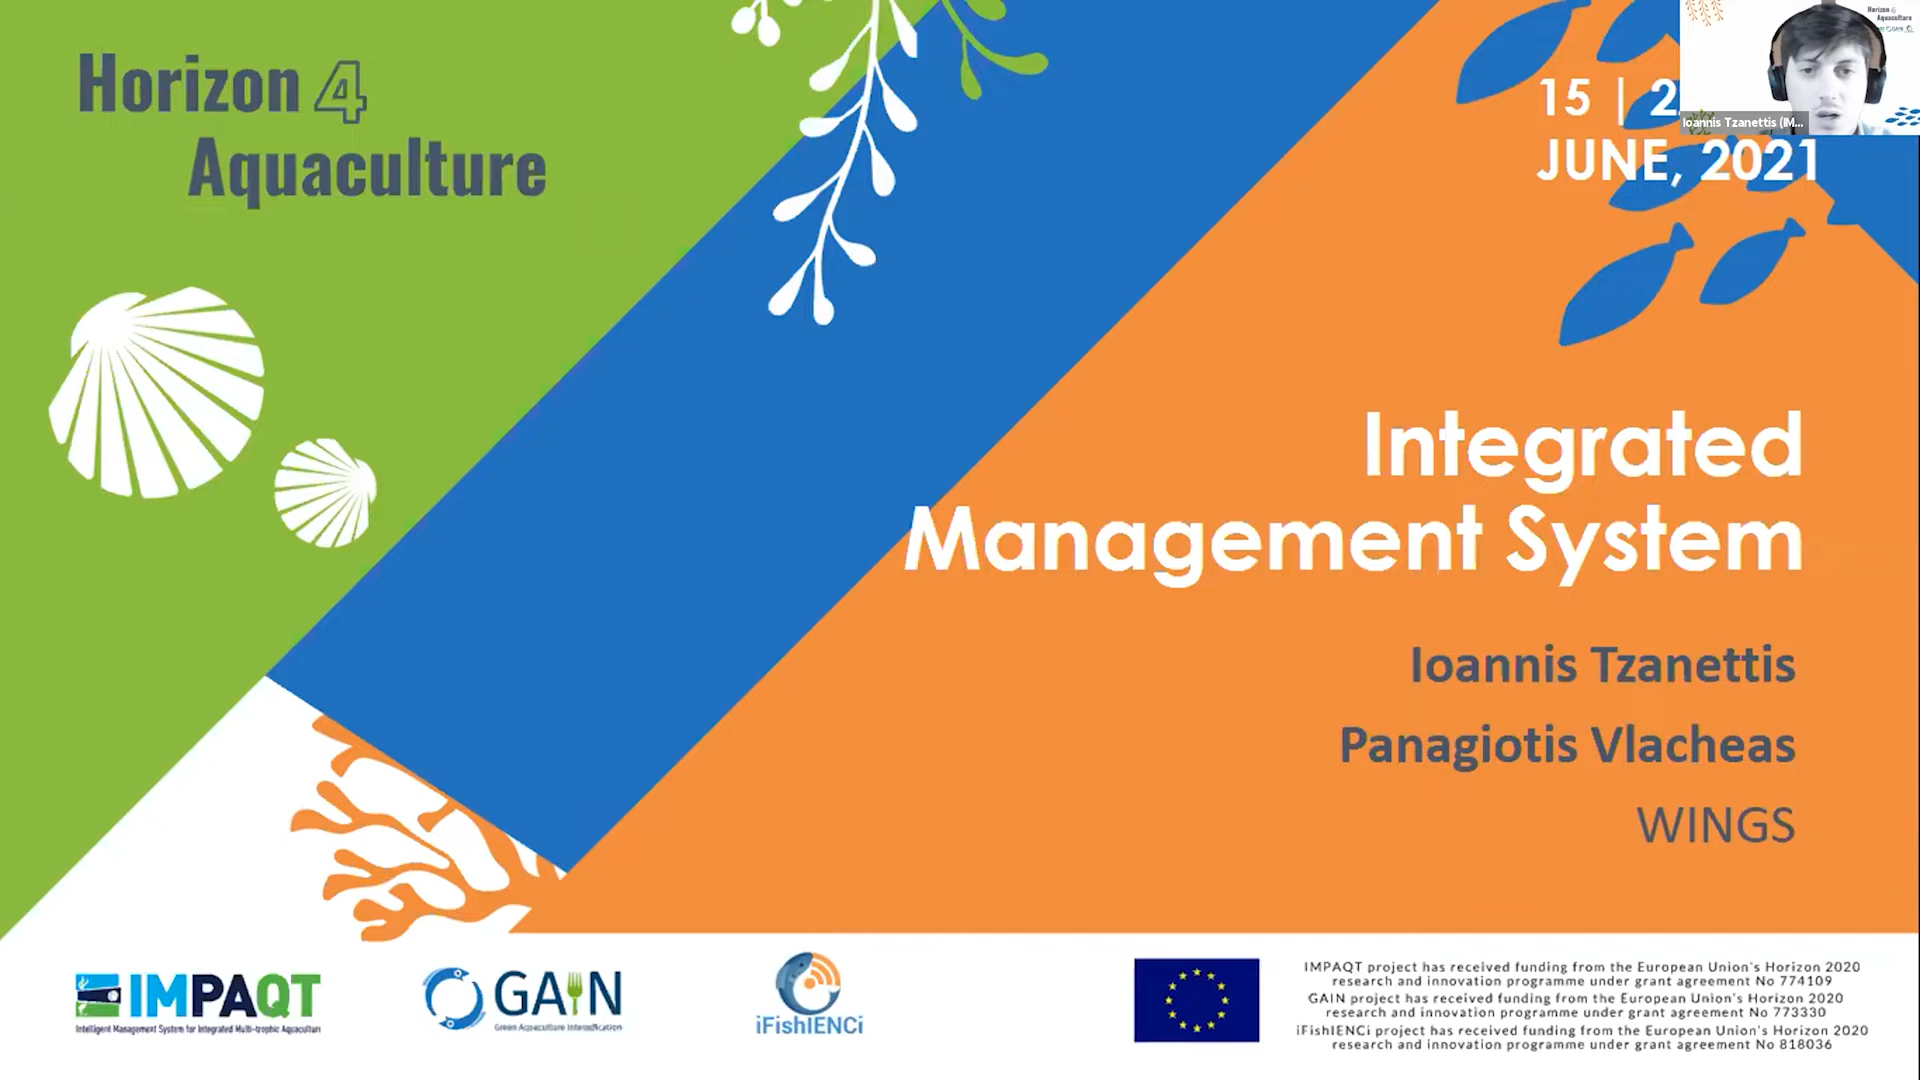 Horizon 4
Aquaculture
15 |
JUNE, 2021
Horizon 4
Aquaculture
Ioannis Tzanettis (M...
Integrated
Management System
Ioannis Tzanettis
Panagiotis Vlacheas
WINGS
IMPAQT
Intelligent Management System for Integrated Multi-trophic Aquaculture
GAIN
Green Aquaculture Intensification
iFishIENCi
IMPAQT project has received funding from the European Union's Horizon 2020
research and innovation programme under grant agreement No 774109
GAIN project has received funding from the European Union's Horizon 2020
research and innovation programme under grant agreement No 773330
iFishIENCi project has received funding from the European Union's Horizon 2020
research and innovation programme under grant agreement No 818036